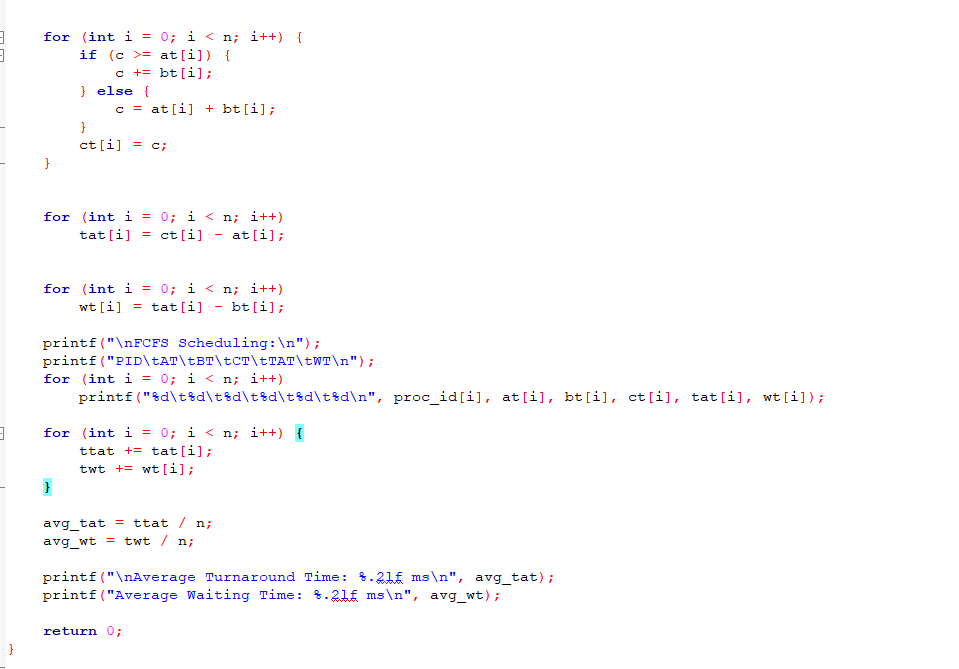 for (int i = 0; i < n; i++) {
if (c >= at[i]) {
c += bt[i];
} else {
c = at[i] + bt[i];
}
ct[i] = c;
}
for (int i = 0; i < n; i++)
tat[i] = ct[i] - at[i];
for (int i = 0; i < n; i++)
wt[i] = tat[i] - bt[i];
printf("\nFCFS Scheduling:\n");
printf("PID\tAT\tBT\tCT\tTAT\tWT\n");
for (int i = 0; i < n; i++)
printf("%d\t%d\t%d\t%d\t%d\t%d\n", proc_id[i], at[i], bt[i], ct[i], tat[i], wt[i]);
for (int i = 0; i < n; i++) {
ttat += tat[i];
twt += wt[i];
}
avg_tat = ttat / n;
avg_wt = twt / n;
printf("\nAverage Turnaround Time: %.2lf ms\n", avg_tat);
printf("Average Waiting Time: %.2lf ms\n", avg_wt);
return 0;
}